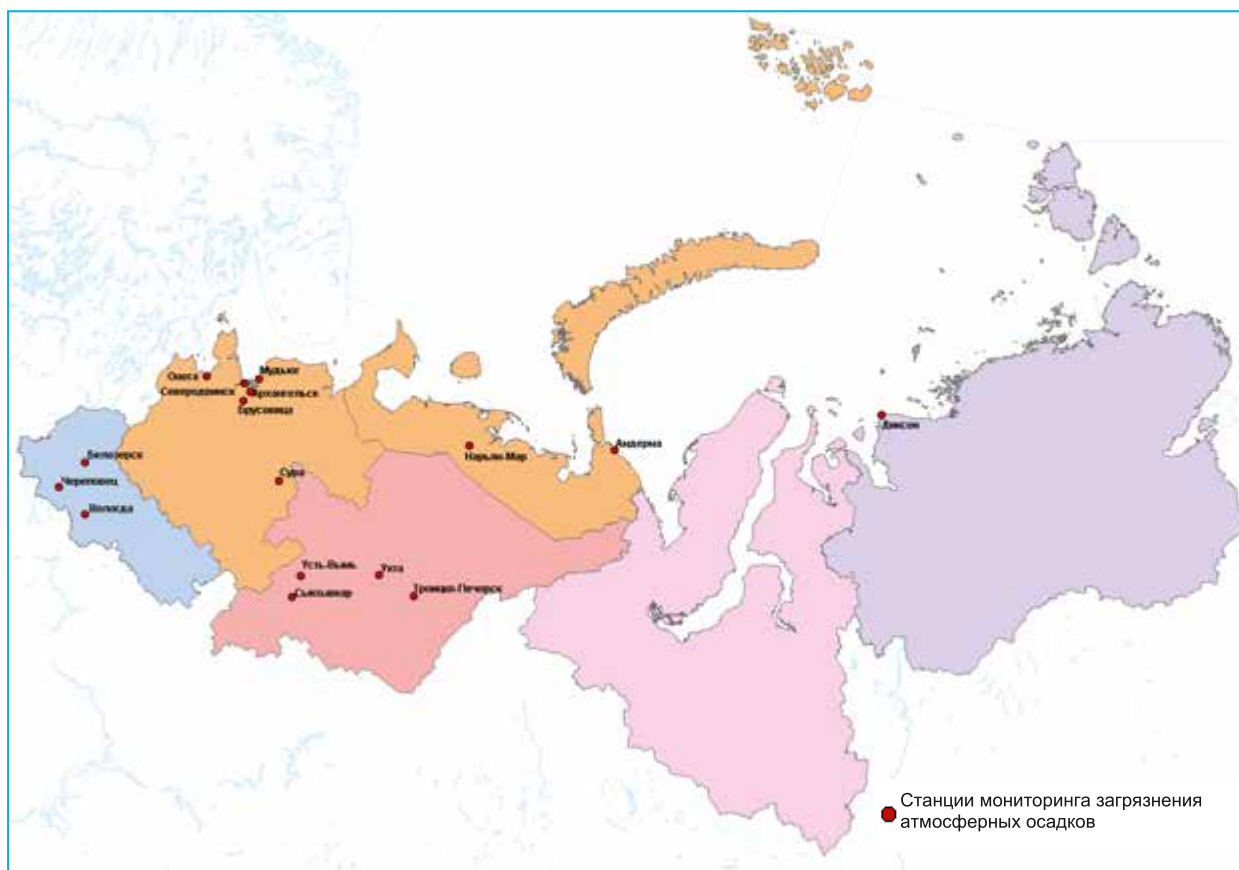 Мудьюг
Онега
Северодвинск
Архангельск
Брусовица
Белозерск
Череповец
Вологда
Сура
Нарьян-Мар
Амдерма
Диксон
Усть-Вымь
Ухта
Сыктывкар
Троицко-Печорск
Станции мониторинга загрязнения
атмосферных осадков